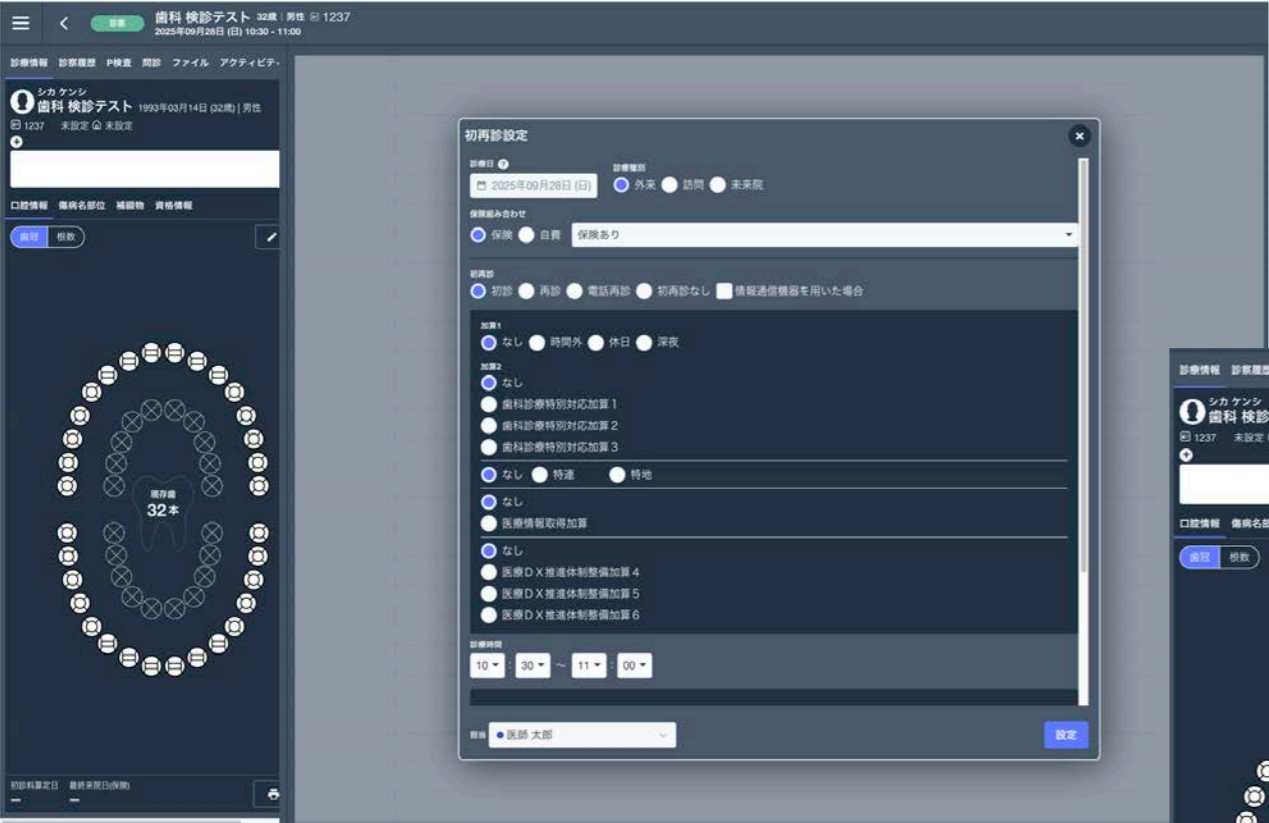 診察
歯科 検診テスト 32歳 | 男性 1237
2025年09月28日 (日) 10:30 - 11:00
診療情報 診察履歴 P検査 問診 ファイル アクティビテ
シカ ケンシ
歯科 検診テスト 1993年03月14日 (32歳) | 男性
1237 未設定 未設定
口腔情報 傷病名部位 補綴物 資格情報
歯冠 根数
現存歯
32本
初診料算定日 最終来院日(保険)
初再診設定
診療日 診療種別
2025年09月28日 (日) 外来 訪問 未来院
保険組み合わせ
保険 自費 保険あり
初再診
初診 再診 電話再診 初再診なし 情報通信機器を用いた場合
加算1
なし 時間外 休日 深夜
加算2
なし
歯科診療特別対応加算1
歯科診療特別対応加算2
歯科診療特別対応加算3
なし 特連 特地
なし
医療情報取得加算
なし
医療DX推進体制整備加算4
医療DX推進体制整備加算5
医療DX推進体制整備加算6
診療時間
10 : 30 ~ 11 : 00
担当 医師 太郎
設定
診療情報 診察履歴
シカ ケンシ
歯科 検診
1237 未設定
口腔情報 傷病名部
歯冠 根数